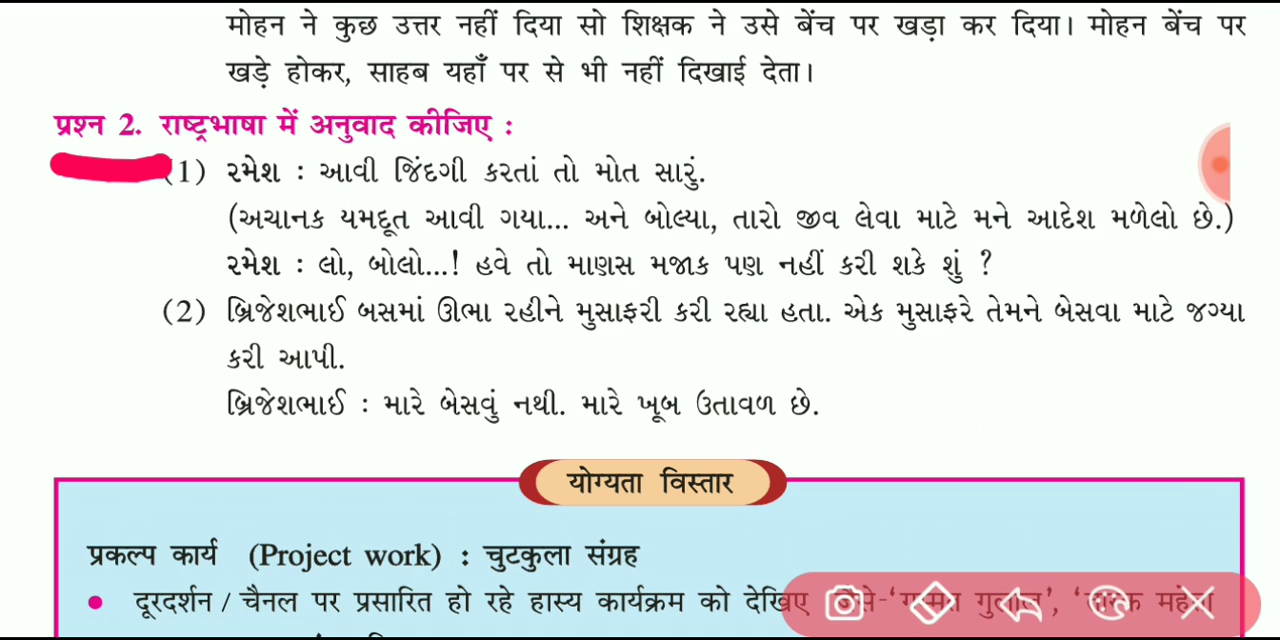 मोहन ने कुछ उत्तर नहीं दिया सो शिक्षक ने उसे बेंच पर खड़ा कर दिया। मोहन बेंच पर
खड़े होकर, साहब यहाँ पर से भी नहीं दिखाई देता।
प्रश्न 2. राष्ट्रभाषा में अनुवाद कीजिए :
(1) રમેશ : આવી જિંદગી કરતાં તો મોત સારું.
(અચાનક યમદૂત આવી ગયા... અને બોલ્યા, તારો જીવ લેવા માટે મને આદેશ મળેલો છે.)
રમેશ : લો, બોલો...! હવે તો માણસ મજાક પણ નહીં કરી શકે શું ?
(2) બ્રિજેશભાઈ બસમાં ઊભા રહીને મુસાફરી કરી રહ્યા હતા. એક મુસાફરે તેમને બેસવા માટે જગ્યા
કરી આપી.
બ્રિજેશભાઈ : મારે બેસવું નથી. મારે ખૂબ ઉતાવળ છે.
योग्यता विस्तार
प्रकल्प कार्य (Project work) : चुटकुला संग्रह
• दूरदर्शन / चैनल पर प्रसारित हो रहे हास्य कार्यक्रम को देखिए जैसे-